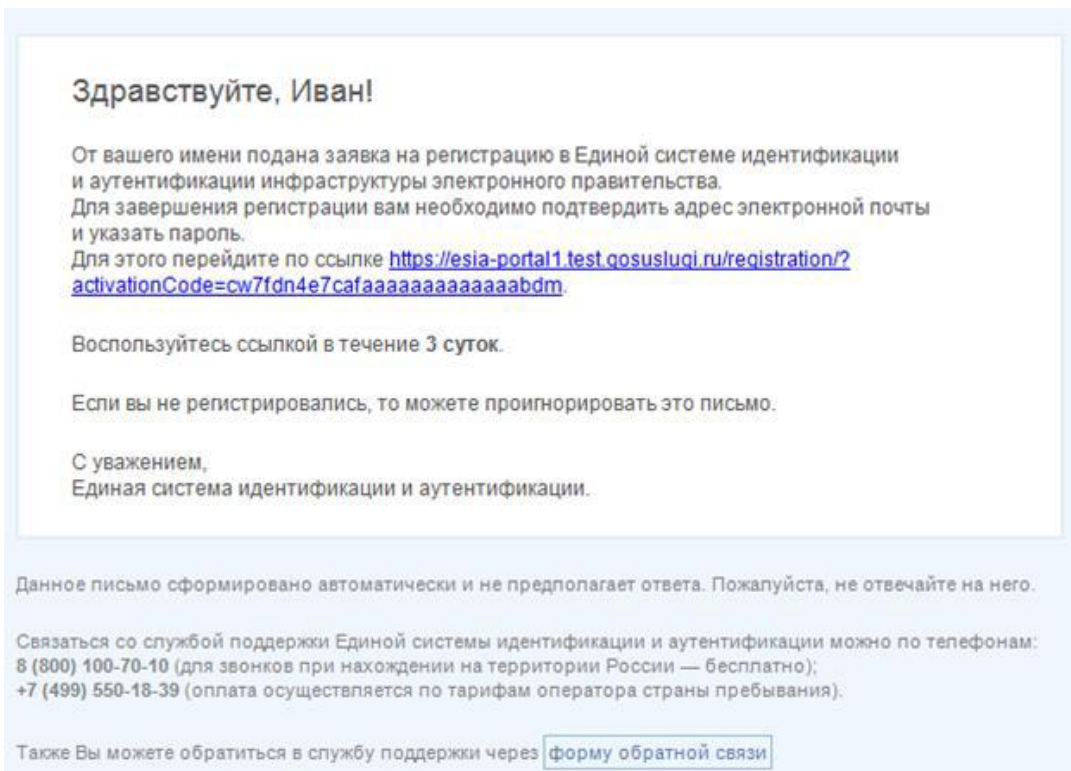 Здравствуйте, Иван!
От вашего имени подана заявка на регистрацию в Единой системе идентификации
и аутентификации инфраструктуры электронного правительства.
Для завершения регистрации вам необходимо подтвердить адрес электронной почты
и указать пароль.
Для этого перейдите по ссылке https://esia-portal1.test.gosuslugi.ru/registration/?
activationCode=cw7fdn4e7cafaaaaaaaaaaaaaabdm.
Воспользуйтесь ссылкой в течение 3 суток.
Если вы не регистрировались, то можете проигнорировать это письмо.
С уважением,
Единая система идентификации и аутентификации.
Данное письмо сформировано автоматически и не предполагает ответа. Пожалуйста, не отвечайте на него.
Связаться со службой поддержки Единой системы идентификации и аутентификации можно по телефонам:
8 (800) 100-70-10 (для звонков при нахождении на территории России — бесплатно);
+7 (499) 550-18-39 (оплата осуществляется по тарифам оператора страны пребывания).
Также Вы можете обратиться в службу поддержки через форму обратной связи